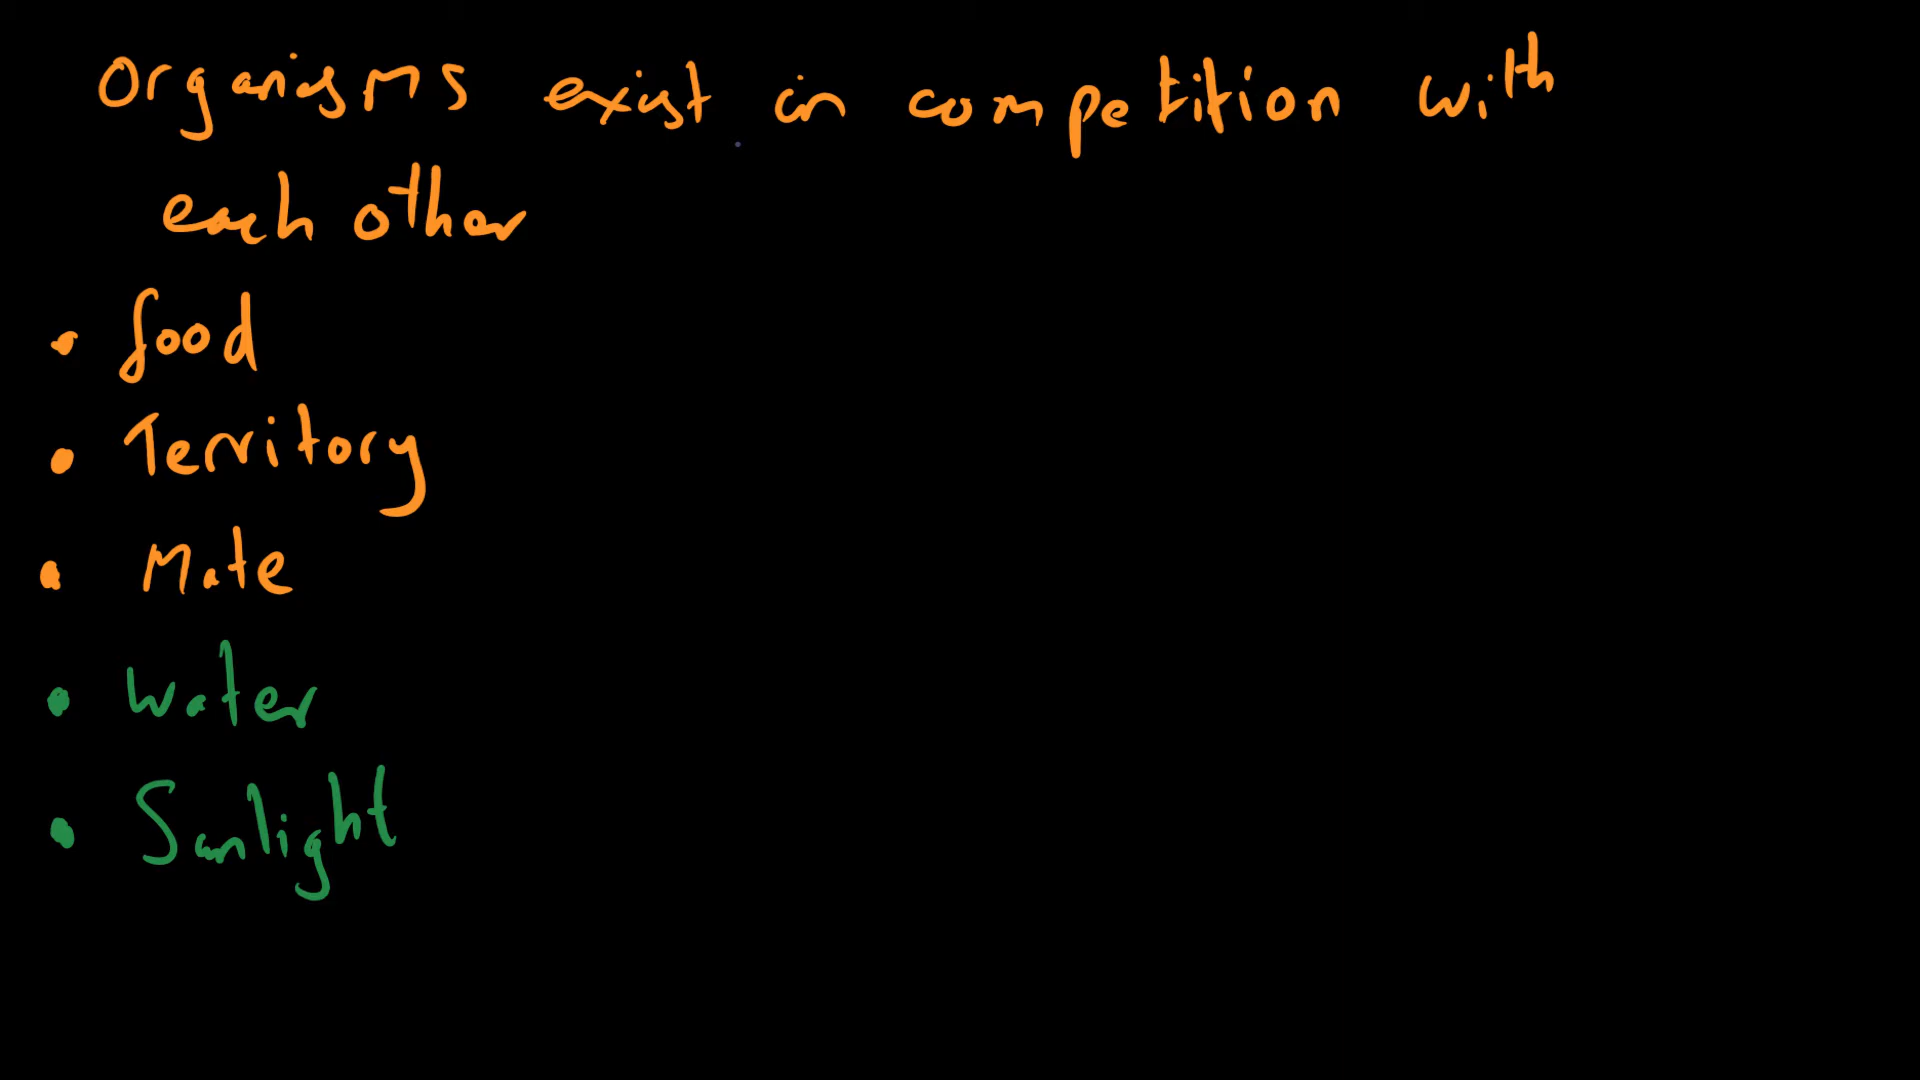 Organisms exist in competition with
each other
• food
• Territory
• Mate
• Water
• Sunlight